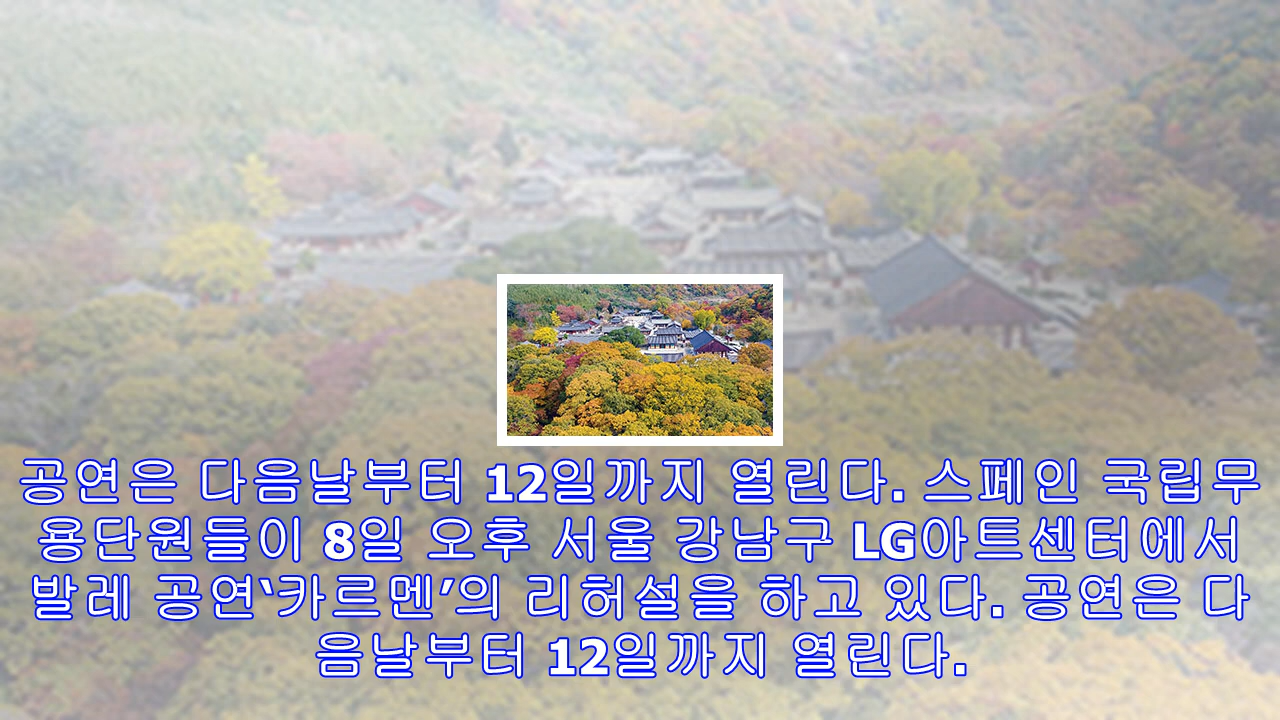 공연은 다음날부터 12일까지 열린다. 스페인 국립무
용단원들이 8일 오후 서울 강남구 LG아트센터에서
발레 공연‘카르멘’의 리허설을 하고 있다. 공연은 다
음날부터 12일까지 열린다.